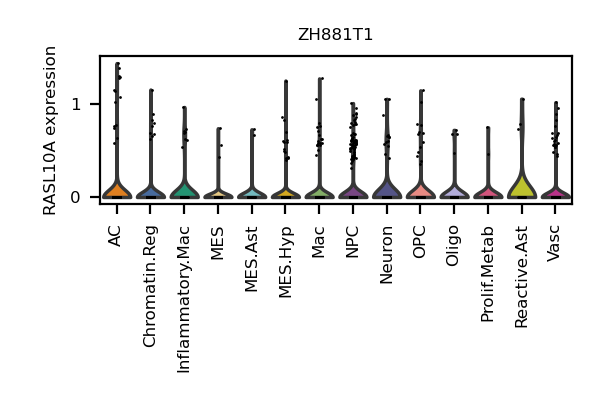 ZH881T1
RASL10A expression
1
0
AC
Chromatin.Reg
Inflammatory.Mac
MES
MES.Ast
MES.Hyp
Mac
NPC
Neuron
OPC
Oligo
Prolif.Metab
Reactive.Ast
Vasc